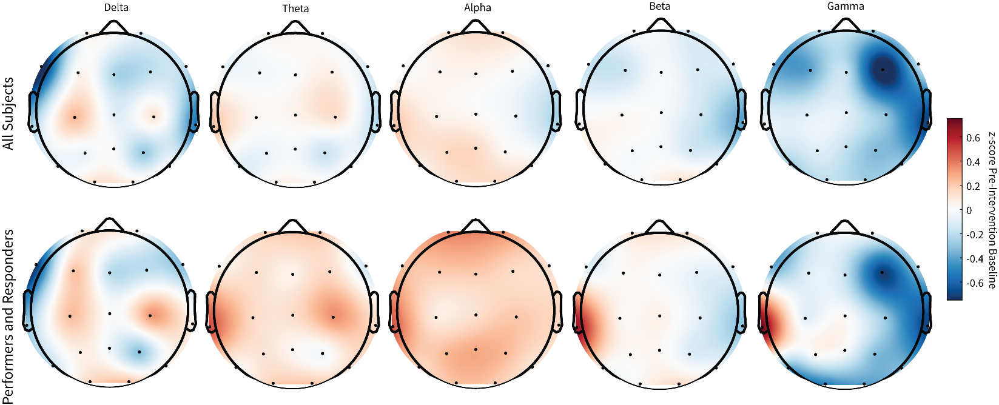 Delta
Theta
Alpha
Beta
Gamma
All Subjects
Performers and Responders
0.6
0.4
0.2
0
-0.2
-0.4
-0.6
z-score Pre-Intervention Baseline